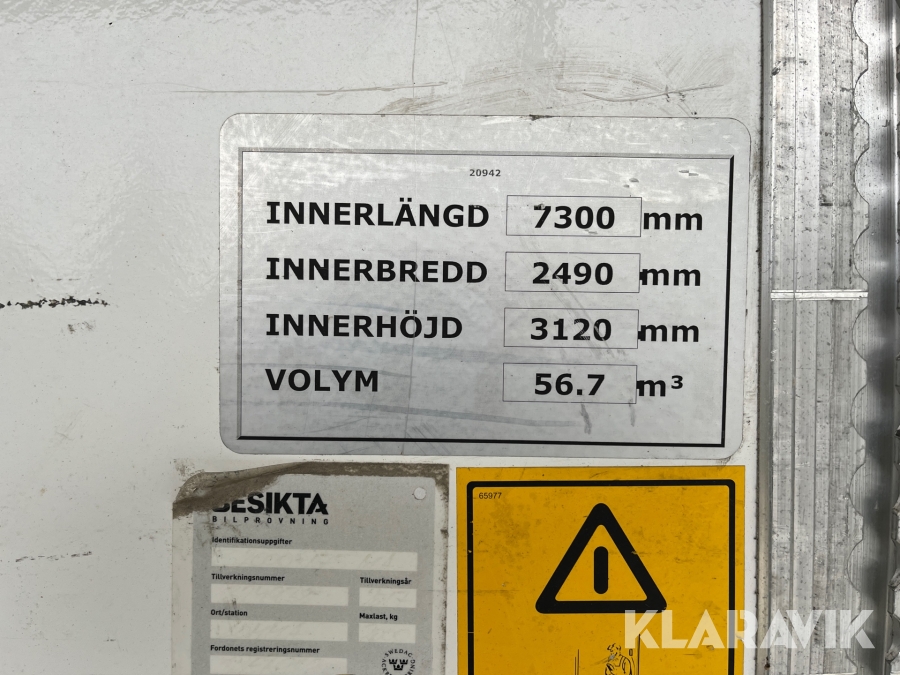 20942
INNERLÄNGD 7300 mm
INNERBREDD 2490 mm
INNERHÖJD 3120 mm
VOLYM 56.7 m³
BESIKTA
BILPROVNING
Identifikationsuppgifter
Tillverkningsnummer Tillverkningsår
Ort/station Maxlast, kg
Fordonets registreringsnummer
65977
KLARAVIK